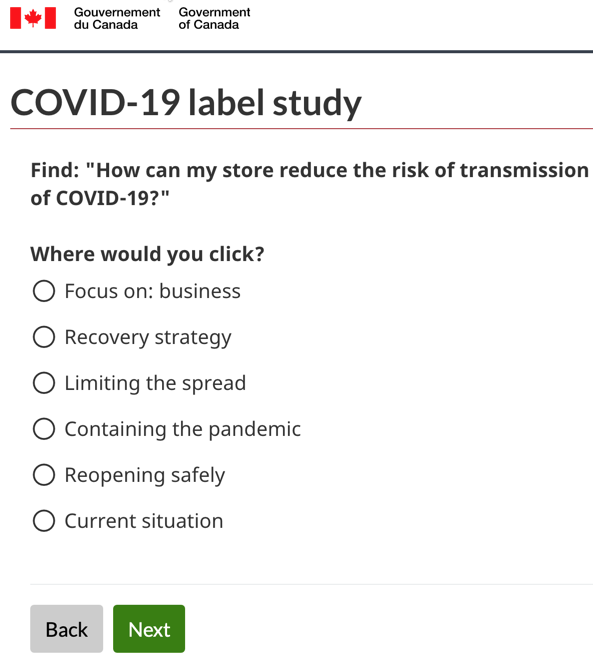 Gouvernement Government
du Canada of Canada
COVID-19 label study
Find: "How can my store reduce the risk of transmission
of COVID-19?"
Where would you click?
Focus on: business
Recovery strategy
Limiting the spread
Containing the pandemic
Reopening safely
Current situation
Back Next